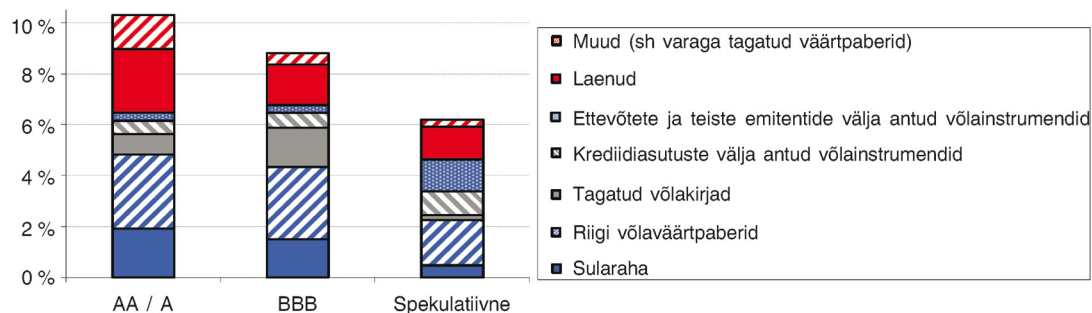 10 %
8 %
6 %
4 %
2 %
0 %
AA / A
BBB
Spekulatiivne
Muud (sh varaga tagatud väärtpaberid)
Laenud
Ettevõtete ja teiste emitentide välja antud võlainstrumendid
Krediidiasutuste välja antud võlainstrumendid
Tagatud võlakirjad
Riigi võlaväärtpaberid
Sularaha